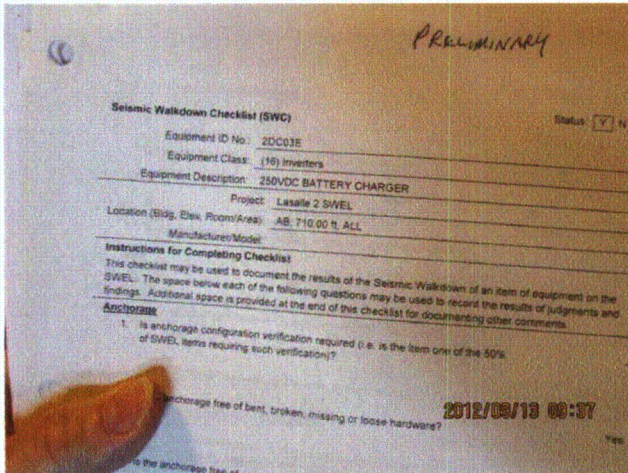 PRELIMINARY
Seismic Walkdown Checklist (SWC)
Status: Y N
Equipment ID No.: 2DC03E
Equipment Class: (16) Inverters
Equipment Description: 250VDC BATTERY CHARGER
Project: Lasalle 2 SWEL
Location (Bldg, Elev, Room/Area): AB, 710.00 ft, ALL
Manufacturer/Model:
Instructions for Completing Checklist
This checklist may be used to document the results of the Seismic Walkdown of an item of equipment on the
SWEL. The space below each of the following questions may be used to record the results of judgments and
findings. Additional space is provided at the end of this checklist for documenting other comments.
Anchorage
1. Is anchorage configuration verification required (i.e. is the item one of the 50%
of SWEL items requiring such verification)?
anchorage free of bent, broken, missing or loose hardware?
2012/08/13 09:37
Yes
is the anchorage free of